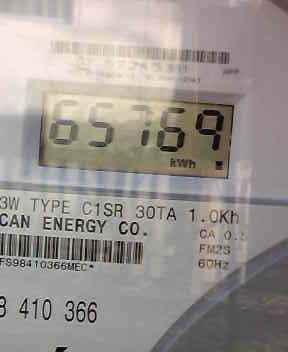 65769
kWh
3W TYPE C1SR 30TA 1.0Kh
CAN ENERGY CO.
CA 0.5
FM2S
60Hz
FS98410366MEC*
8 410 366